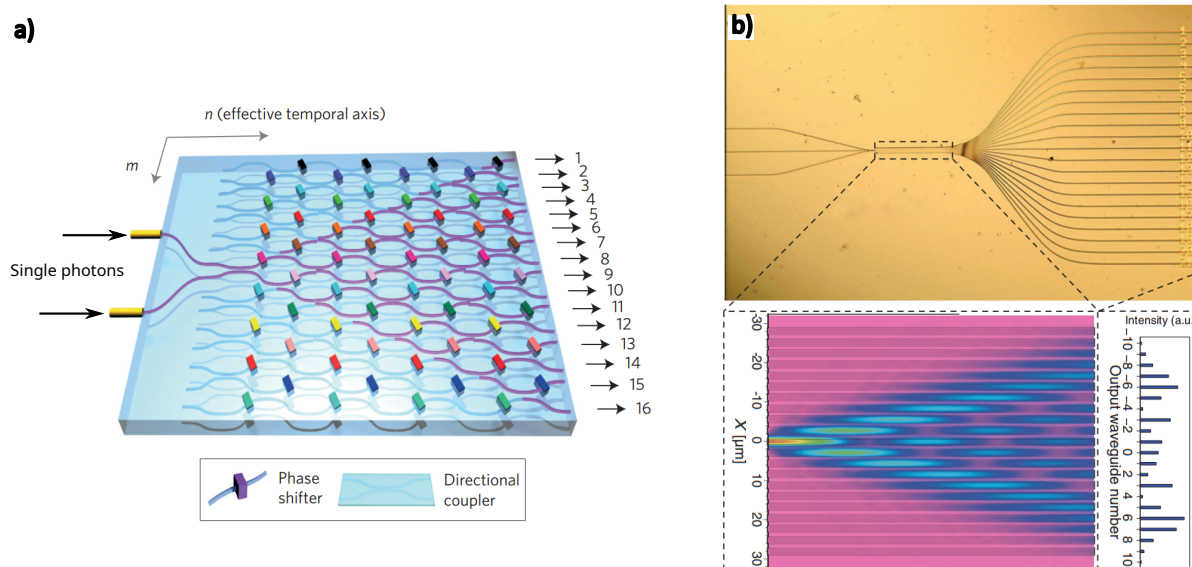 a)
n (effective temporal axis)
m
Single photons
1
2
3
4
5
6
7
8
9
10
11
12
13
14
15
16
Phase
shifter
Directional
coupler
b)
-30
-20
-10
0
10
20
30
X [µm]
Intensity (a.u.
-10
-8
-6
-4
-2
0
2
4
6
8
10
Output waveguide number